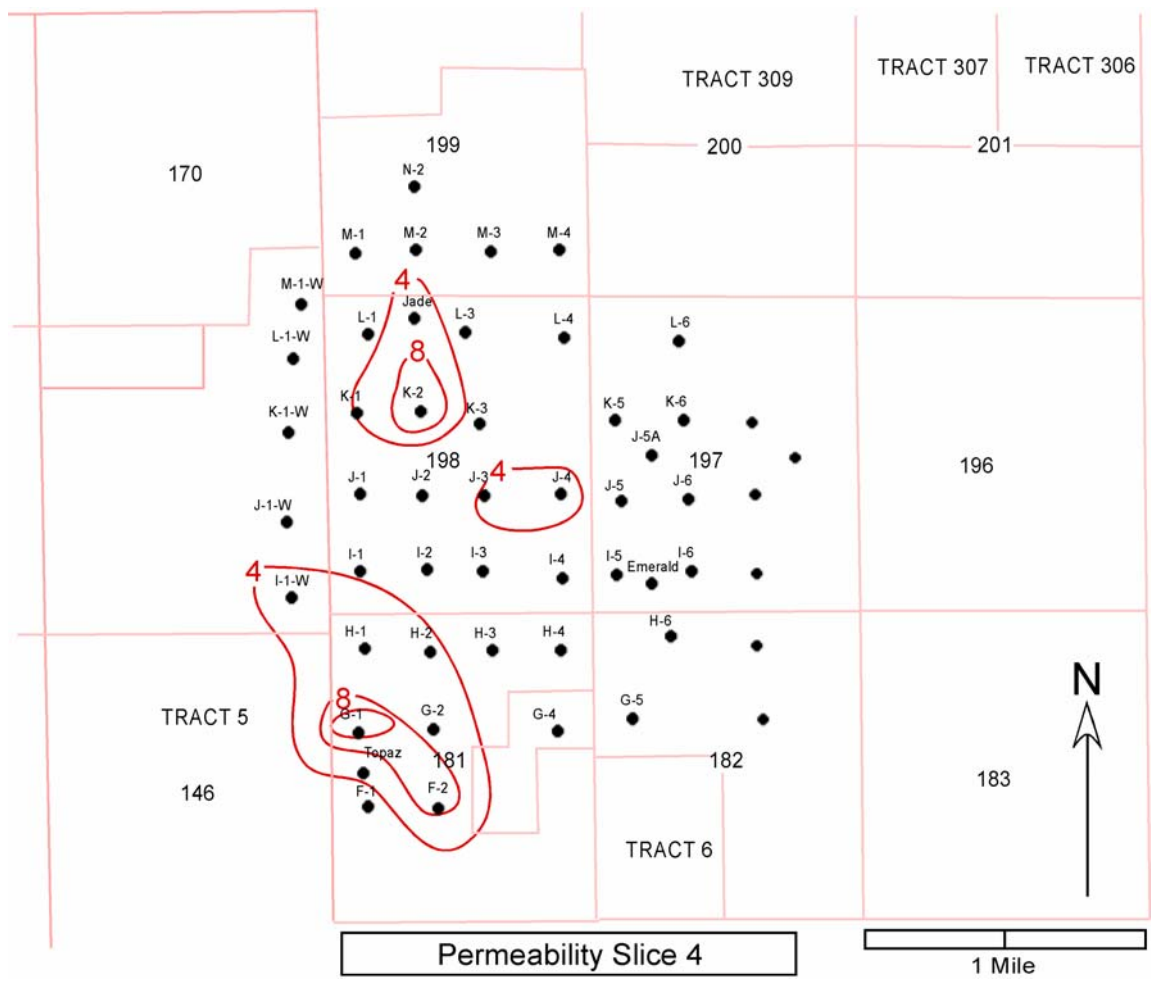 TRACT 309
TRACT 307
TRACT 306
199
200
201
170
N-2
M-1
M-2
M-3
M-4
4
M-1-W
Jade
L-1
L-3
L-4
L-6
L-1-W
8
K-1
K-2
K-3
K-5
K-6
K-1-W
J-5A
198
197
196
4
J-1
J-2
J-3
J-4
J-5
J-6
J-1-W
I-1
I-2
I-3
I-4
I-5
Emerald
I-6
4
I-1-W
H-1
H-2
H-3
H-4
H-6
N
8
TRACT 5
G-1
G-2
G-4
G-5
Topaz
181
182
183
146
F-1
F-2
TRACT 6
Permeability Slice 4
1 Mile